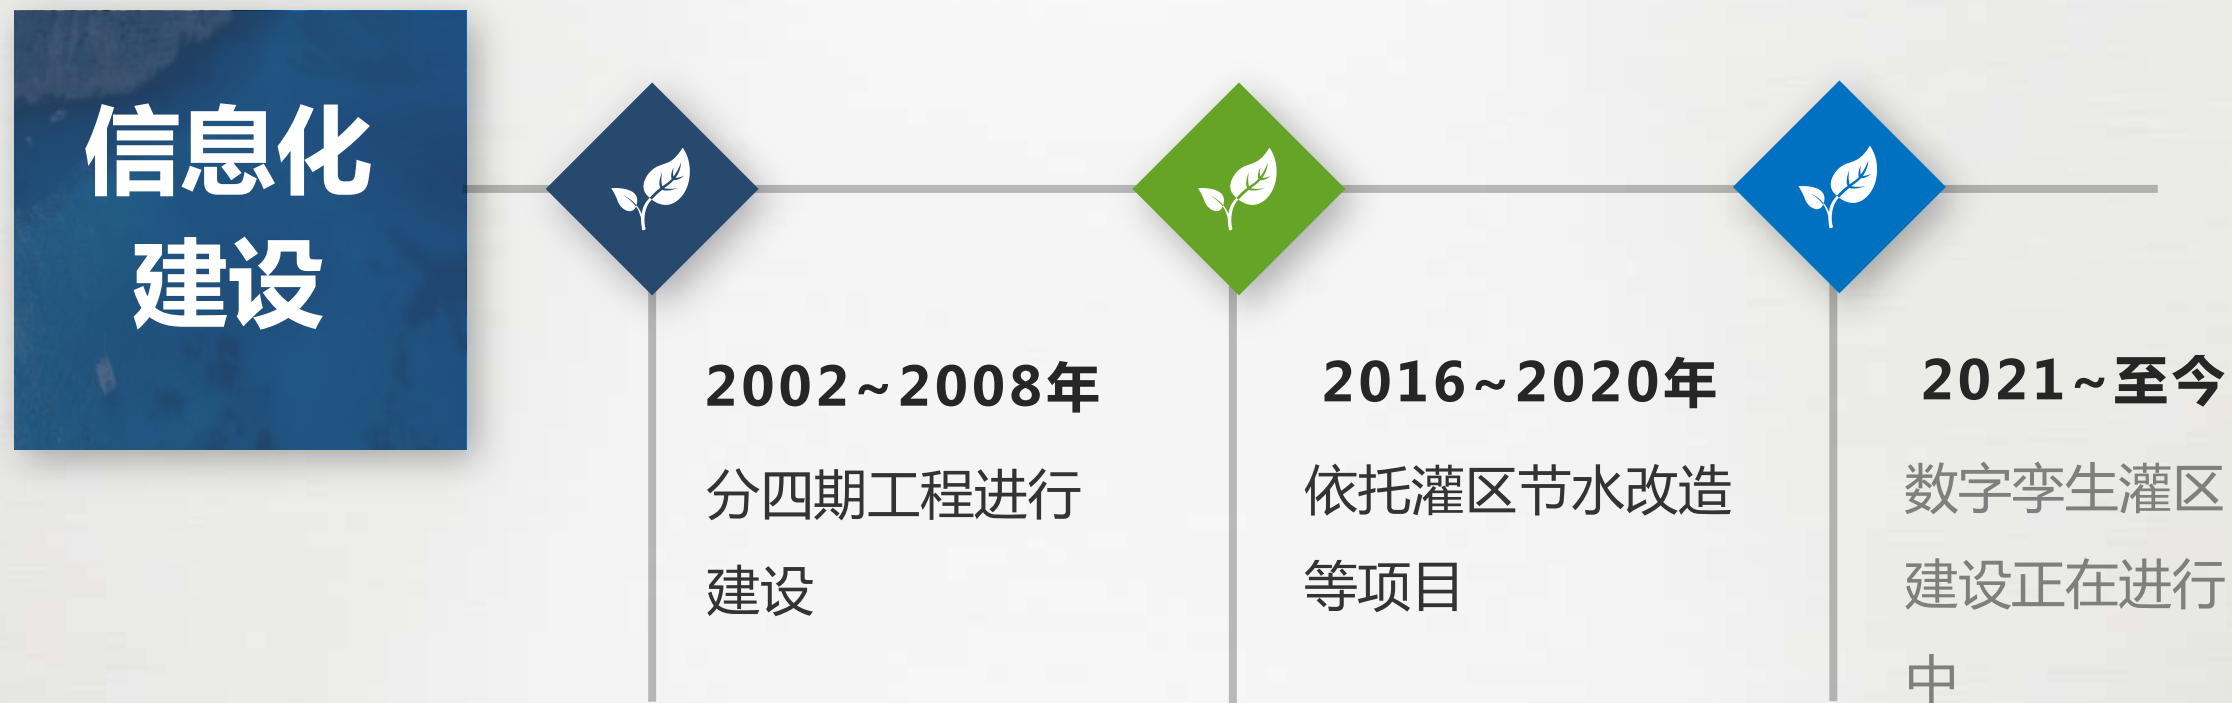 信息化
建设
2002~2008年
分四期工程进行
建设
2016~2020年
依托灌区节水改造
等项目
2021~至今
数字孪生灌区
建设正在进行
中